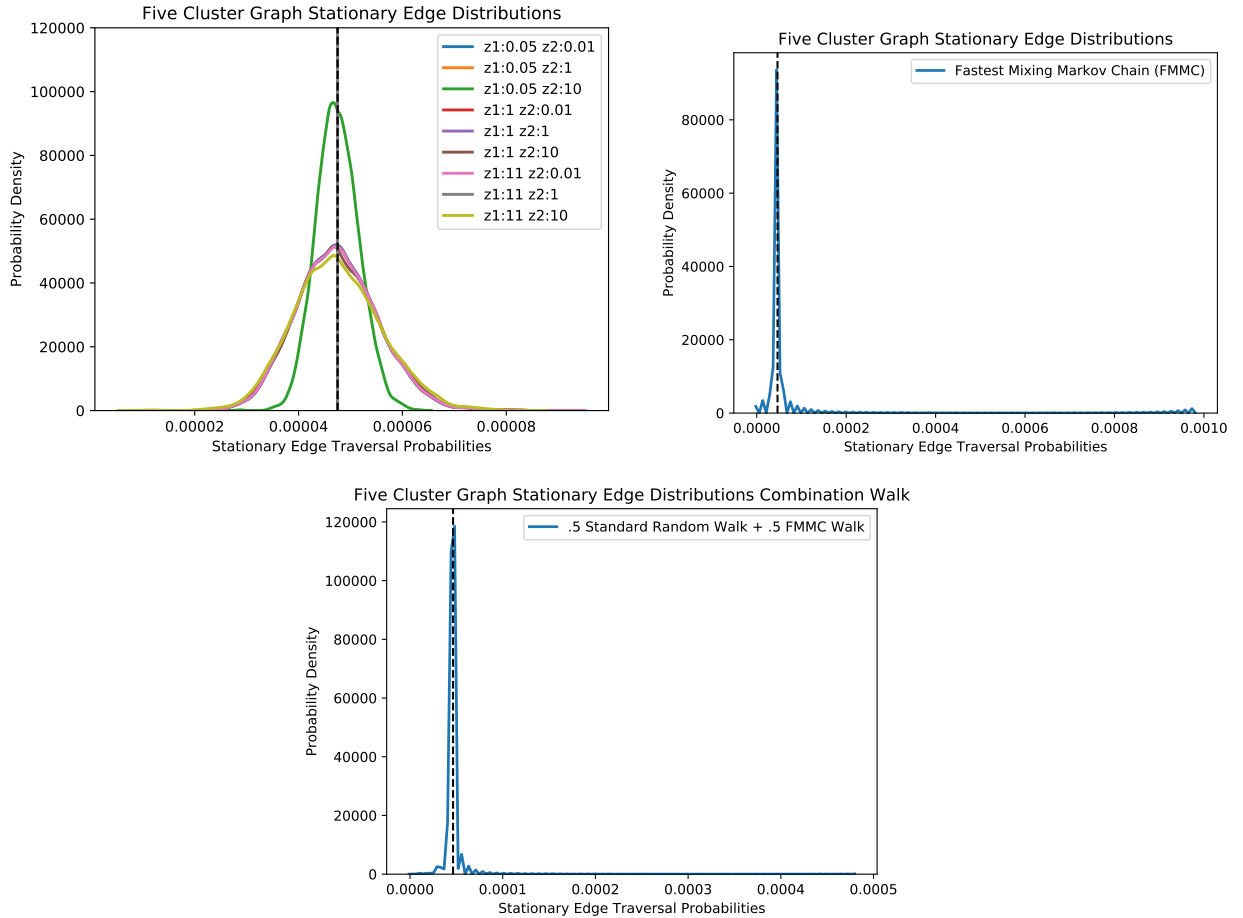 Five Cluster Graph Stationary Edge Distributions
120000
100000
80000
60000
40000
20000
0
Probability Density
z1:0.05 z2:0.01
z1:0.05 z2:1
z1:0.05 z2:10
z1:1 z2:0.01
z1:1 z2:1
z1:1 z2:10
z1:11 z2:0.01
z1:11 z2:1
z1:11 z2:10
0.00002 0.00004 0.00006 0.00008
Stationary Edge Traversal Probabilities
Five Cluster Graph Stationary Edge Distributions
Fastest Mixing Markov Chain (FMMC)
80000
60000
40000
20000
0
Probability Density
0.0000 0.0002 0.0004 0.0006 0.0008 0.0010
Stationary Edge Traversal Probabilities
Five Cluster Graph Stationary Edge Distributions Combination Walk
.5 Standard Random Walk + .5 FMMC Walk
120000
100000
80000
60000
40000
20000
0
Probability Density
0.0000 0.0001 0.0002 0.0003 0.0004 0.0005
Stationary Edge Traversal Probabilities